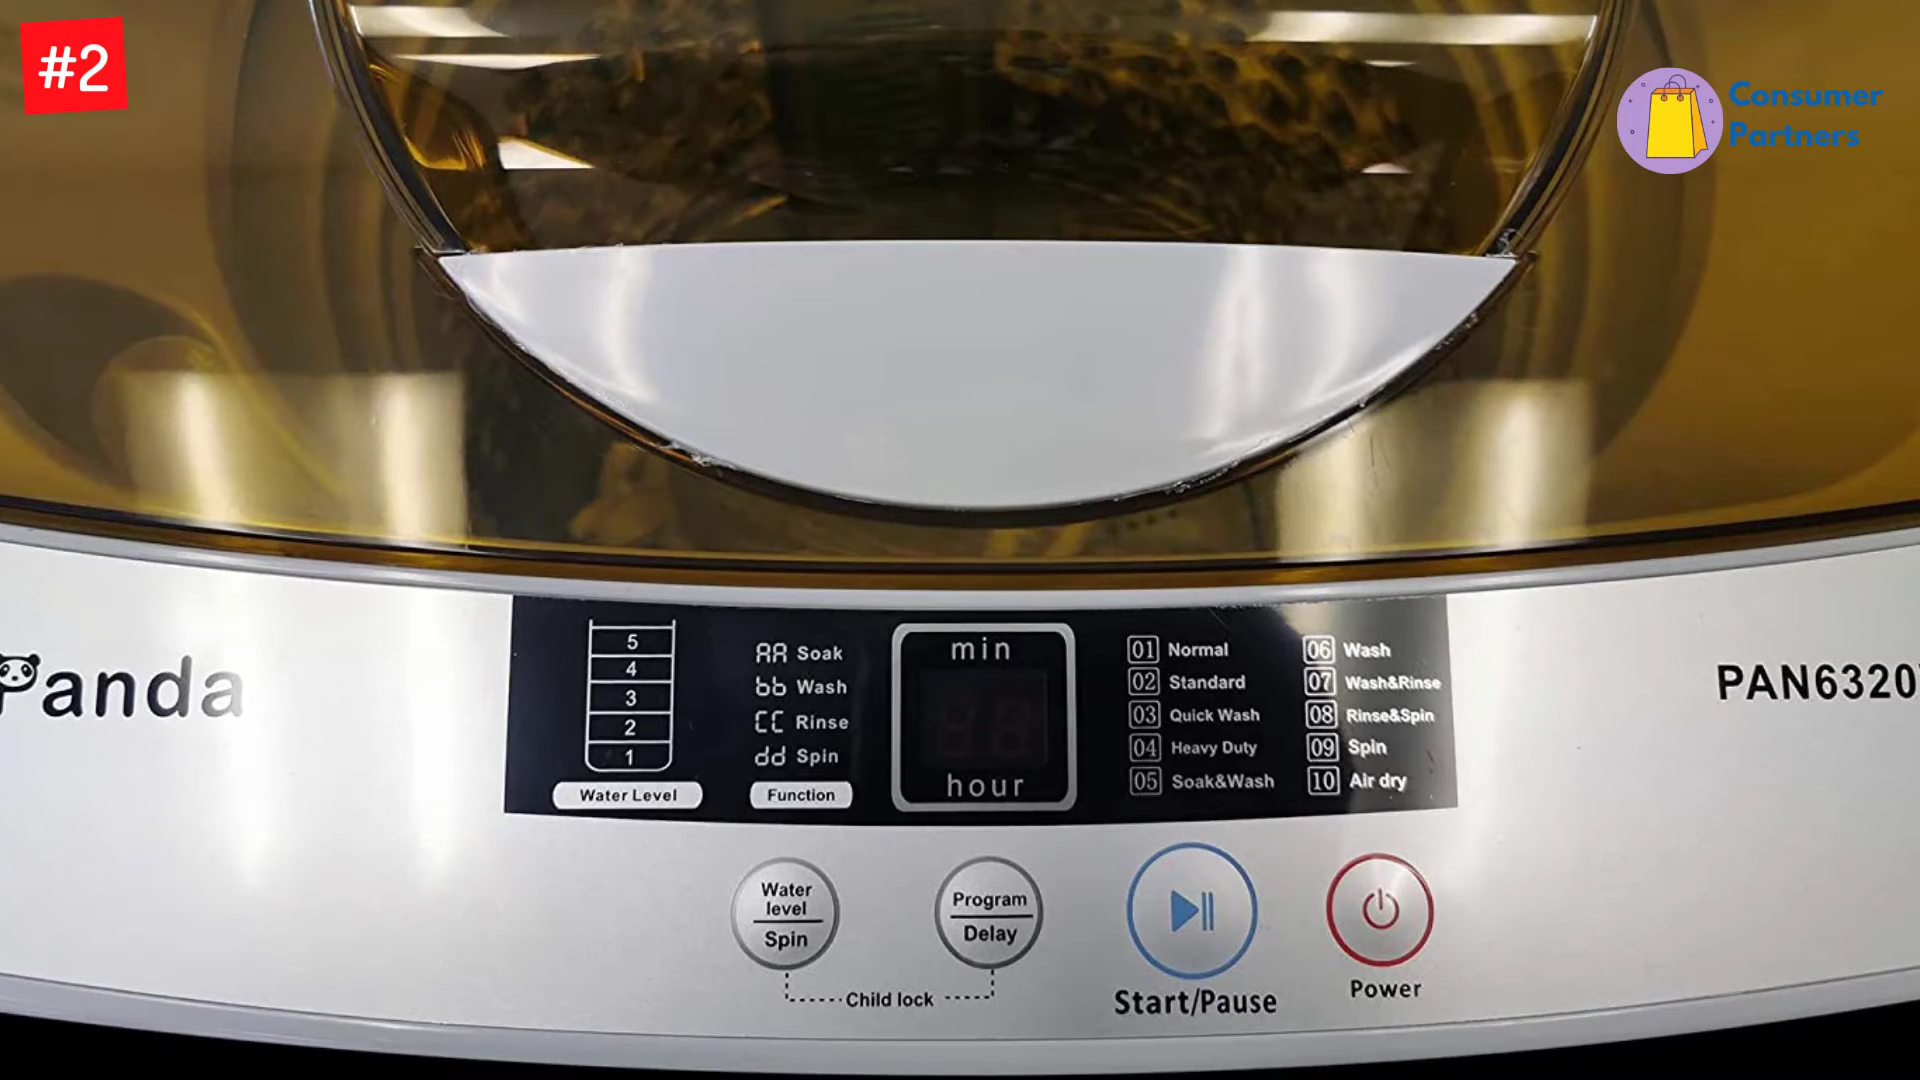 #2
Consumer
Partners
Panda
5
4
3
2
1
Water Level
AA Soak
bb Wash
CC Rinse
dd Spin
Function
min
88
hour
01 Normal
02 Standard
03 Quick Wash
04 Heavy Duty
05 Soak&Wash
06 Wash
07 Wash&Rinse
08 Rinse&Spin
09 Spin
10 Air dry
PAN6320
Water
level
Spin
Program
Delay
Child lock
Start/Pause
Power